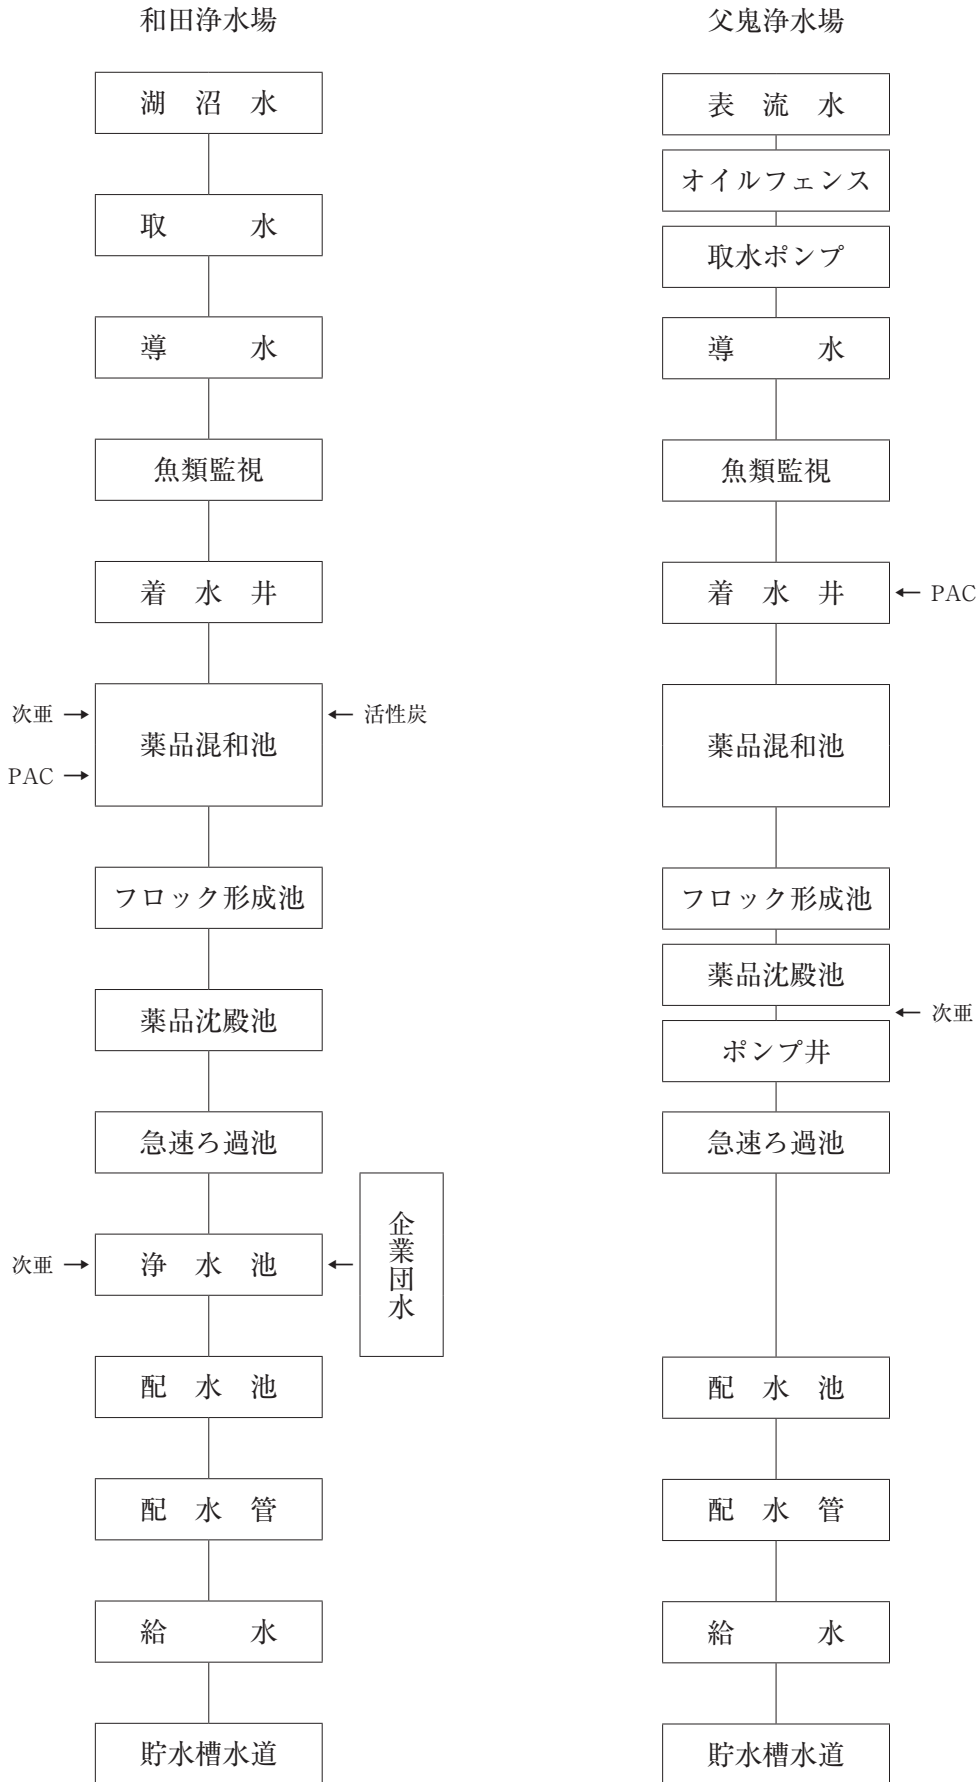 和田浄水場
湖沼水
取水
導水
魚類監視
着水井
次亜
活性炭
薬品混和池
PAC
フロック形成池
薬品沈殿池
急速ろ過池
企業団水
次亜
浄水池
配水池
配水管
給水
貯水槽水道
父鬼浄水場
表流水
オイルフェンス
取水ポンプ
導水
魚類監視
着水井
PAC
薬品混和池
フロック形成池
薬品沈殿池
次亜
ポンプ井
急速ろ過池
配水池
配水管
給水
貯水槽水道